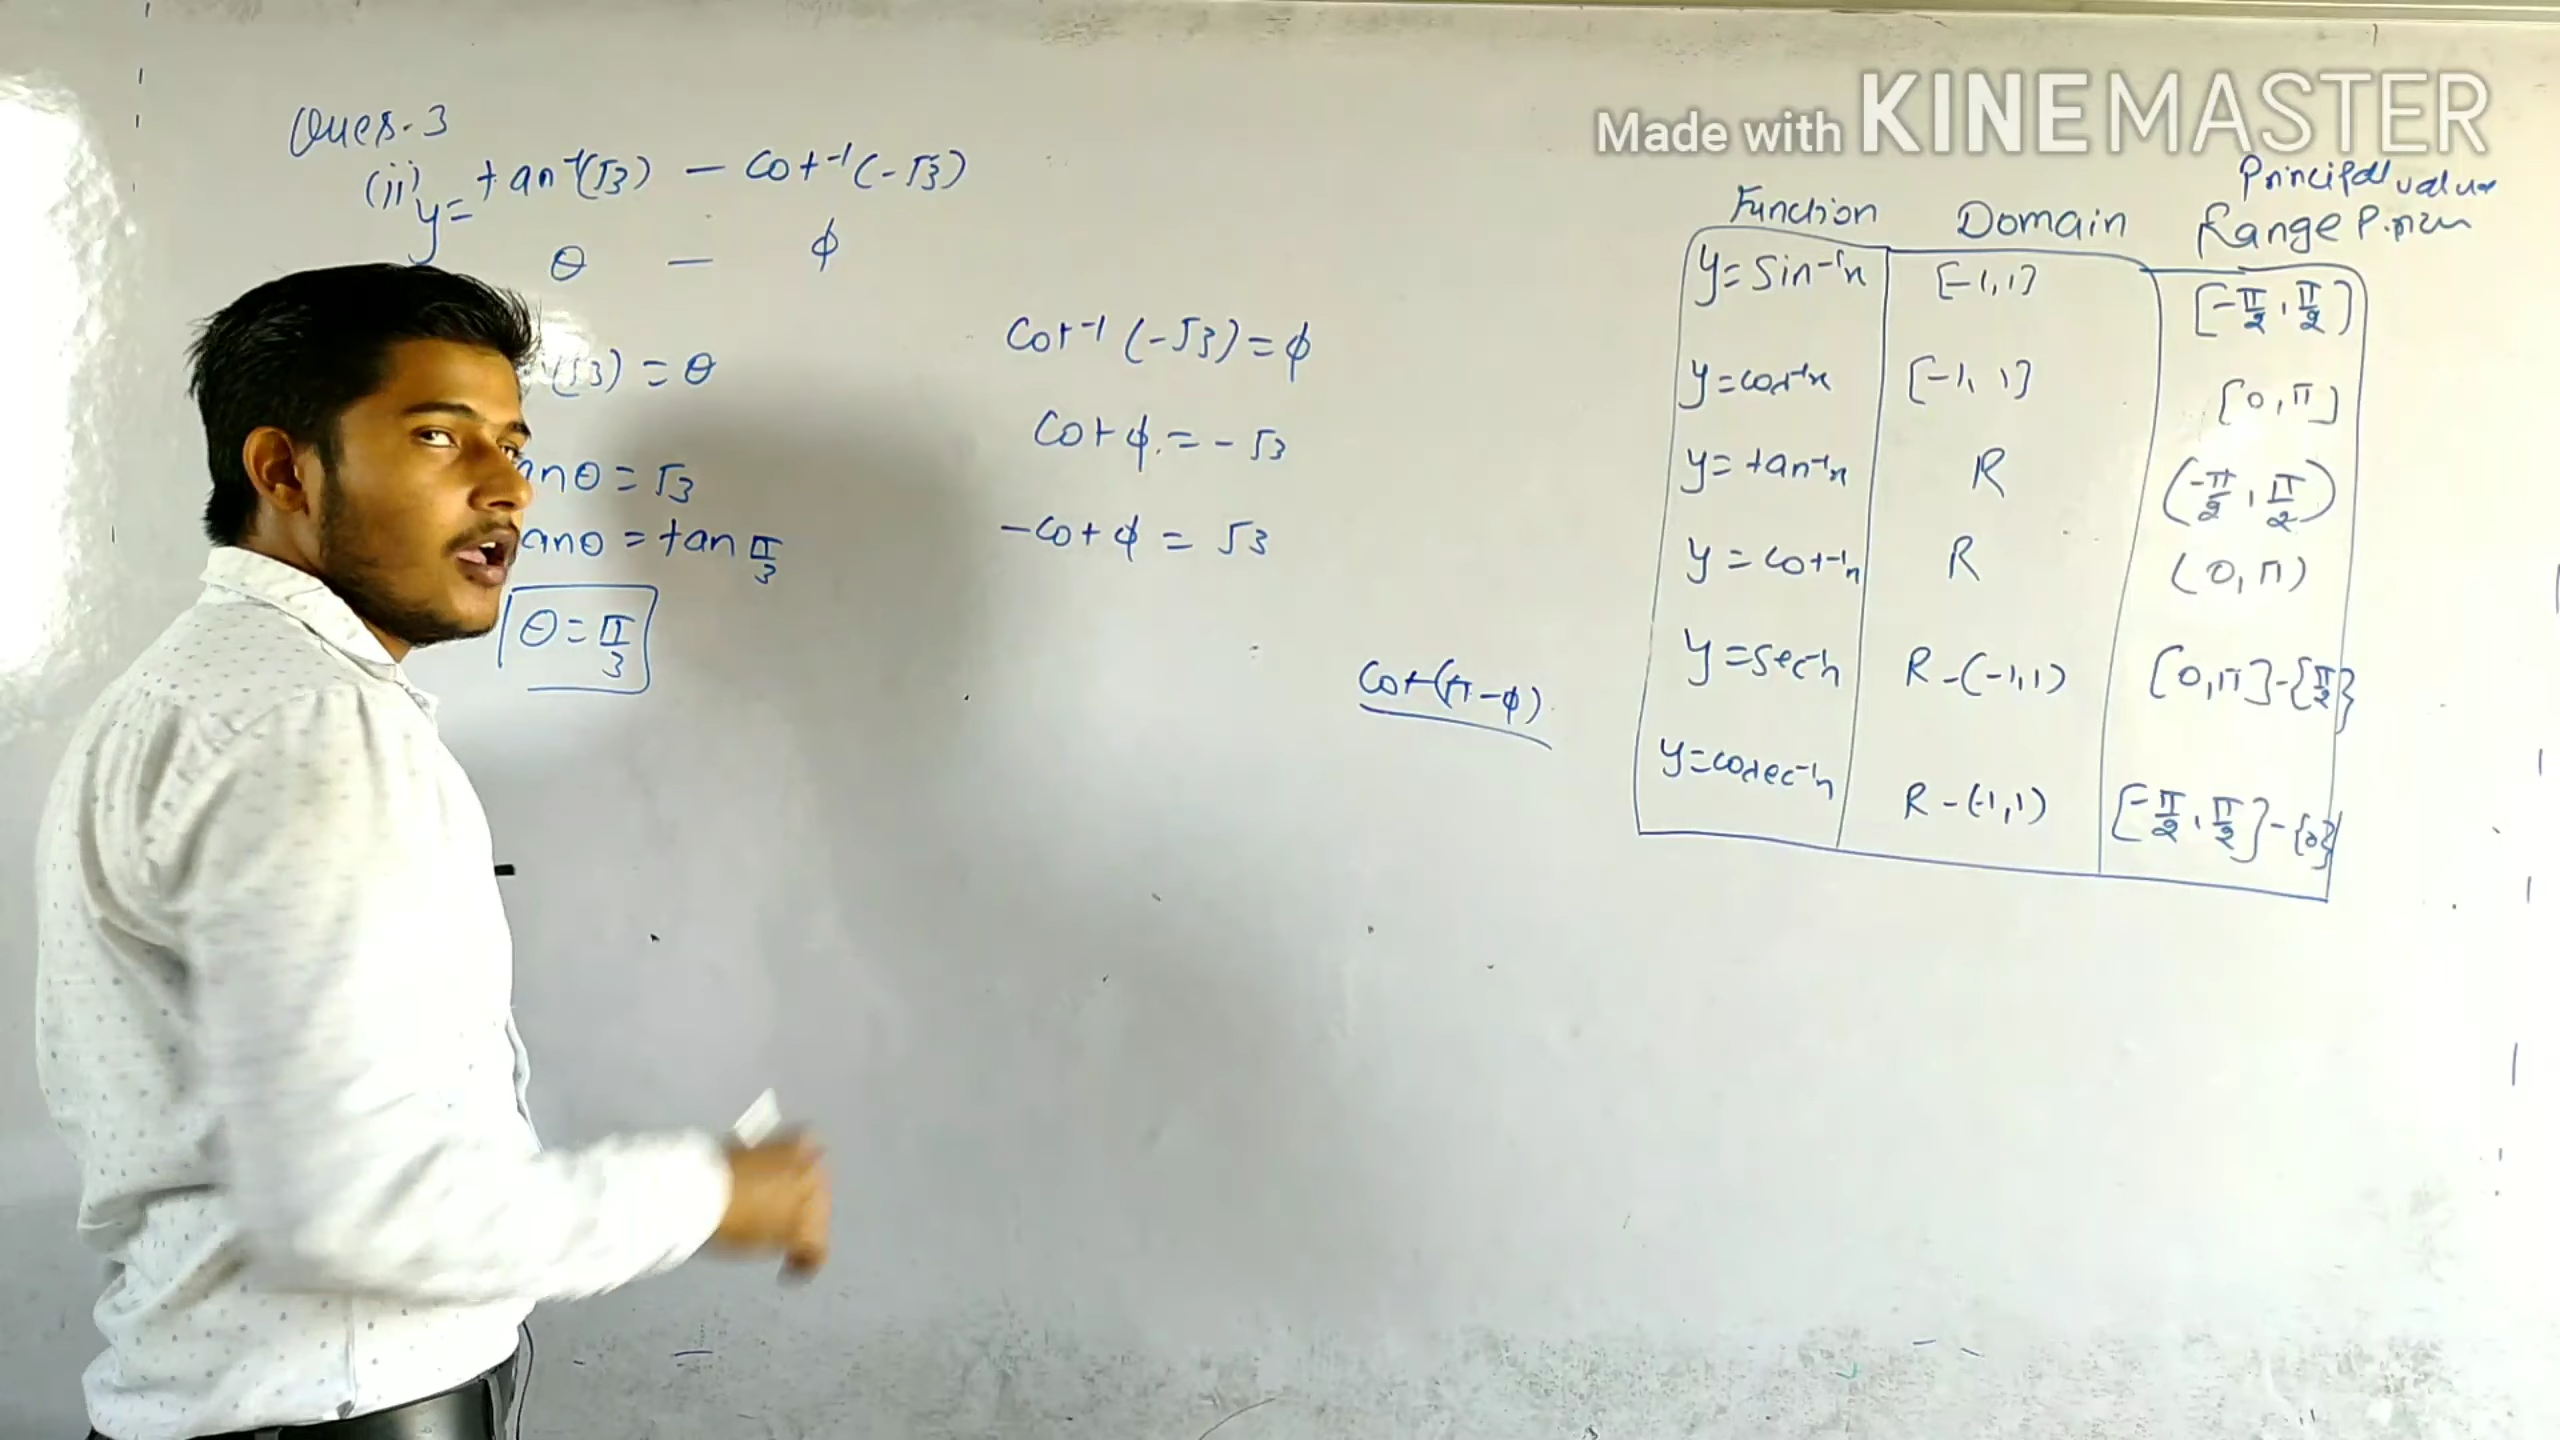 Made with KINEMASTER
Ques. 3
(ii) y = tan⁻¹(√3) - cot⁻¹(-√3)
θ - ϕ
(√3) = θ
anθ = √3
anθ = tan π/3
θ = π/3
cot⁻¹(-√3) = ϕ
cot ϕ = -√3
-cot ϕ = √3
cot(π-ϕ)
Principal value
Function Domain Range
y = sin⁻¹x [-1,1] [-π/2, π/2]
y = cos⁻¹x [-1, 1] [0, π]
y = tan⁻¹x R (-π/2, π/2)
y = cot⁻¹x R (0, π)
y = sec⁻¹x R-(-1,1) [0,π]-{π/2}
y = cosec⁻¹x R-(-1,1) [-π/2, π/2]-{0}